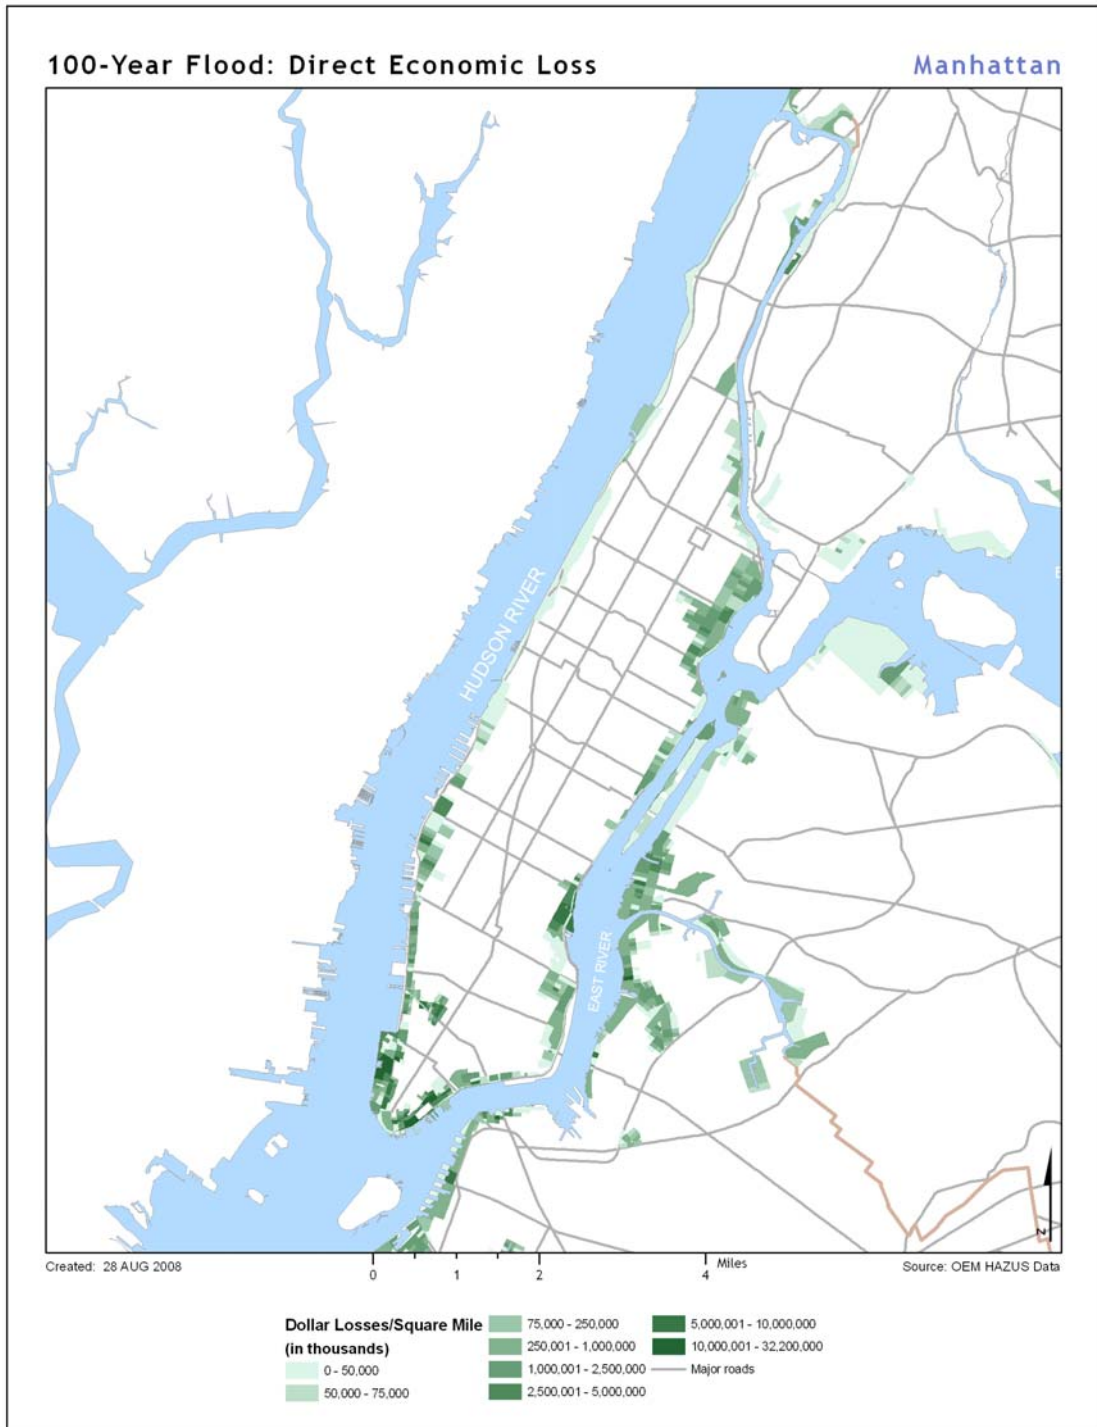 100-Year Flood: Direct Economic Loss
Manhattan
HUDSON RIVER
EAST RIVER
E
N
Created: 28 AUG 2008
0 1 2 4 Miles
Source: OEM HAZUS Data
Dollar Losses/Square Mile
(in thousands)
0 - 50,000
50,000 - 75,000
75,000 - 250,000
250,001 - 1,000,000
1,000,001 - 2,500,000
2,500,001 - 5,000,000
5,000,001 - 10,000,000
10,000,001 - 32,200,000
Major roads